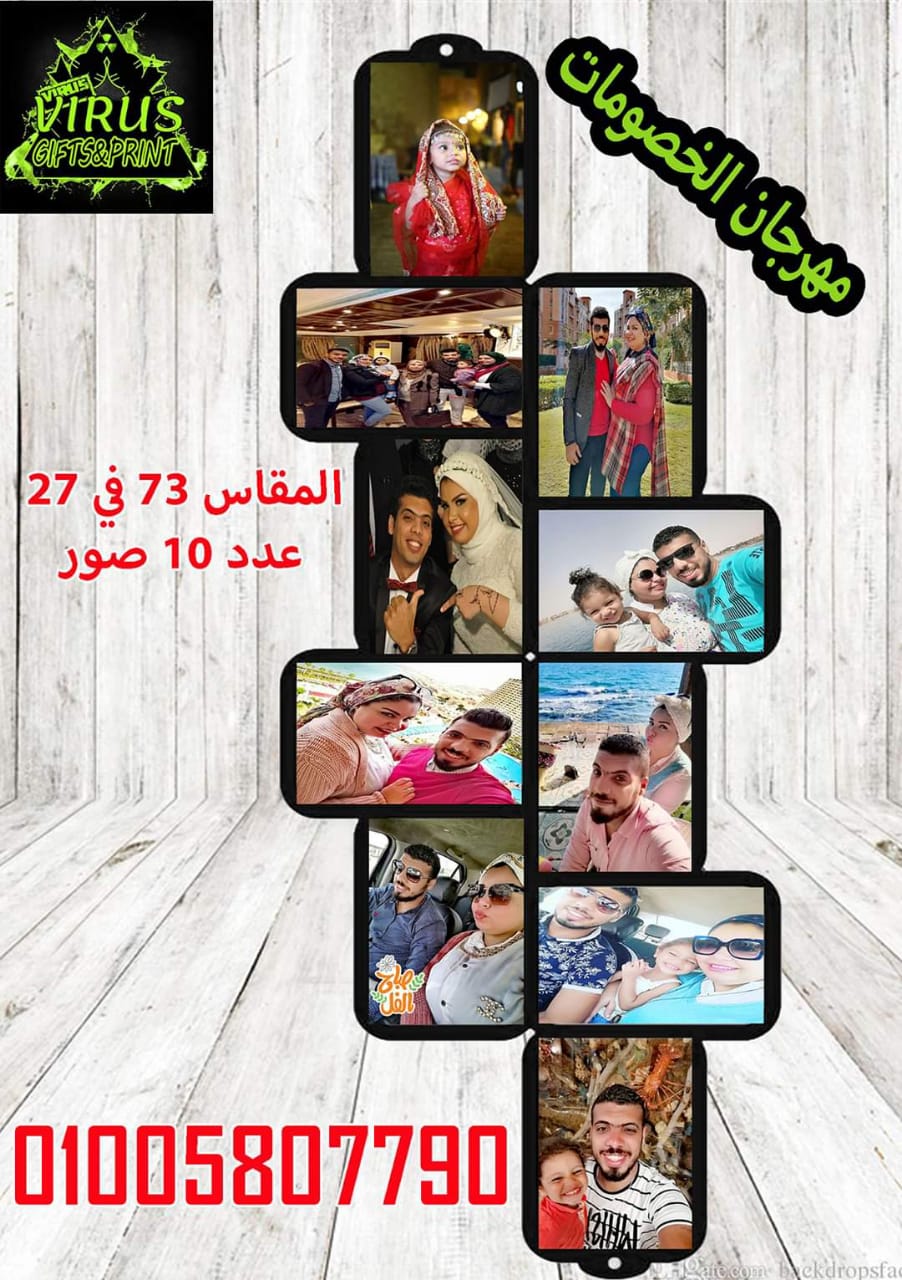 VIRUS
VIRUS
GIFTS&PRINT
مهرجان الخصومات
المقاس 73 في 27
عدد 10 صور
صباح
الفل
01005807790